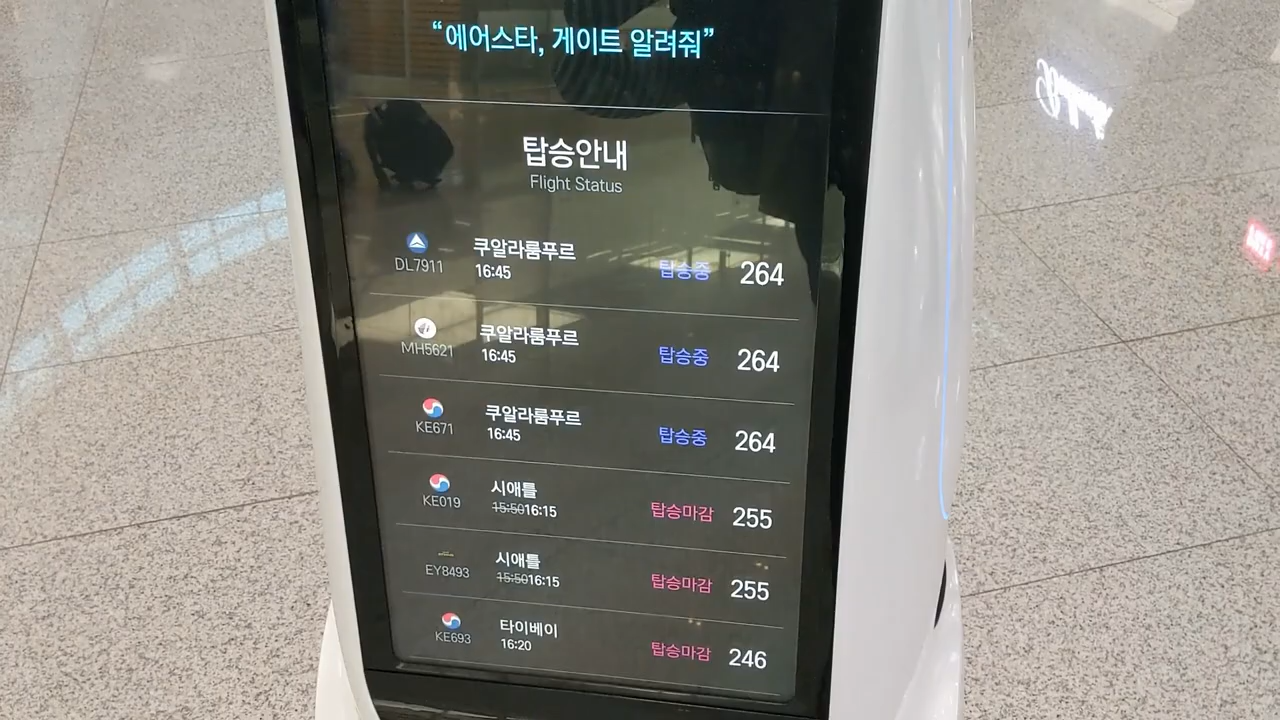 “에어스타, 게이트 알려줘”
탑승안내
Flight Status
DL7911 쿠알라룸푸르 16:45 탑승중 264
MH5621 쿠알라룸푸르 16:45 탑승중 264
KE671 쿠알라룸푸르 16:45 탑승중 264
KE019 시애틀 15:50 16:15 탑승마감 255
EY8493 시애틀 15:50 16:15 탑승마감 255
KE693 타이베이 16:20 탑승마감 246